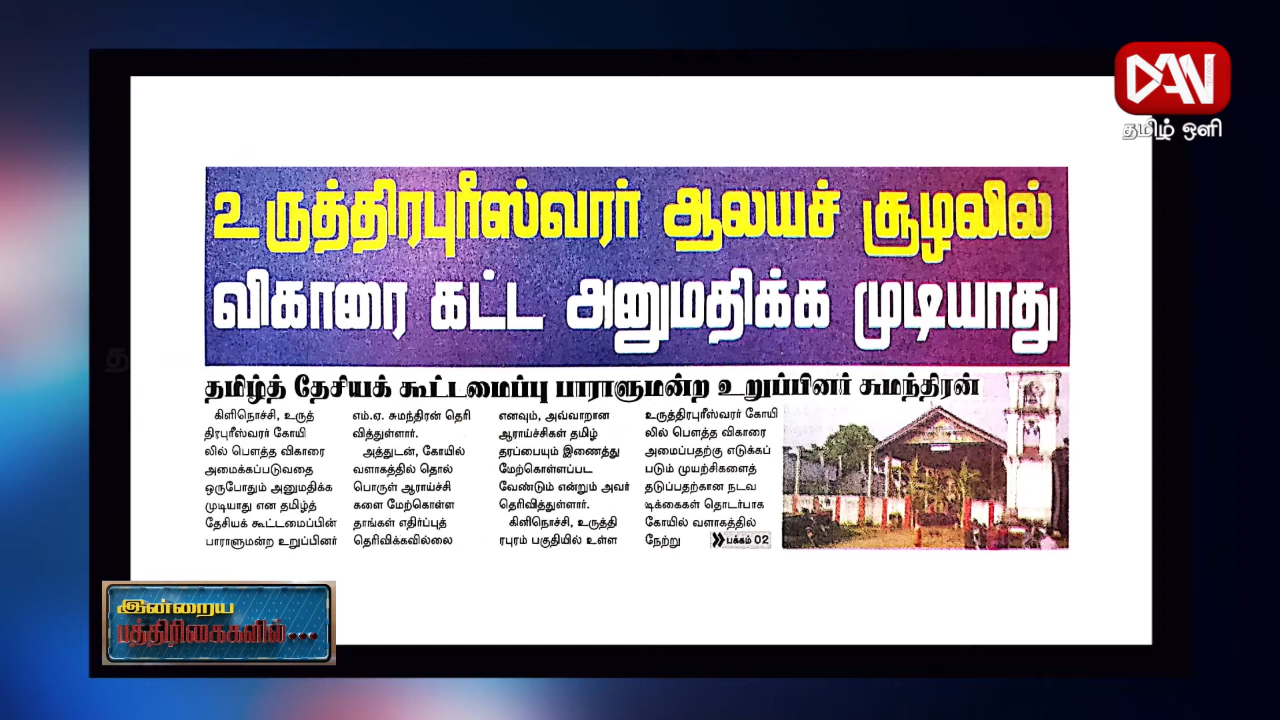 DAN
தமிழ் ஒளி
உருத்திரபுரீஸ்வரர் ஆலயச் சூழலில்
விகாரை கட்ட அனுமதிக்க முடியாது
தமிழ்த் தேசியக் கூட்டமைப்பு பாராளுமன்ற உறுப்பினர் சுமந்திரன்
கிளிநொச்சி, உருத்
திரபுரீஸ்வரர் கோயி
லில் பௌத்த விகாரை
அமைக்கப்படுவதை
ஒருபோதும் அனுமதிக்க
முடியாது என தமிழ்த்
தேசியக் கூட்டமைப்பின்
பாராளுமன்ற உறுப்பினர்
எம்.ஏ. சுமந்திரன் தெரி
வித்துள்ளார்.
அத்துடன், கோயில்
வளாகத்தில் தொல்
பொருள் ஆராய்ச்சி
களை மேற்கொள்ள
தாங்கள் எதிர்ப்புத்
தெரிவிக்கவில்லை
எனவும், அவ்வாறான
ஆராய்ச்சிகள் தமிழ்
தரப்பையும் இணைத்து
மேற்கொள்ளப்பட
வேண்டும் என்றும் அவர்
தெரிவித்துள்ளார்.
கிளிநொச்சி, உருத்தி
ரபுரம் பகுதியில் உள்ள
உருத்திரபுரீஸ்வரர் கோயி
லில் பௌத்த விகாரை
அமைப்பதற்கு எடுக்கப்
படும் முயற்சிகளைத்
தடுப்பதற்கான நடவ
டிக்கைகள் தொடர்பாக
கோயில் வளாகத்தில்
நேற்று
பக்கம் 02
இன்றைய
பத்திரிகைகளில்...